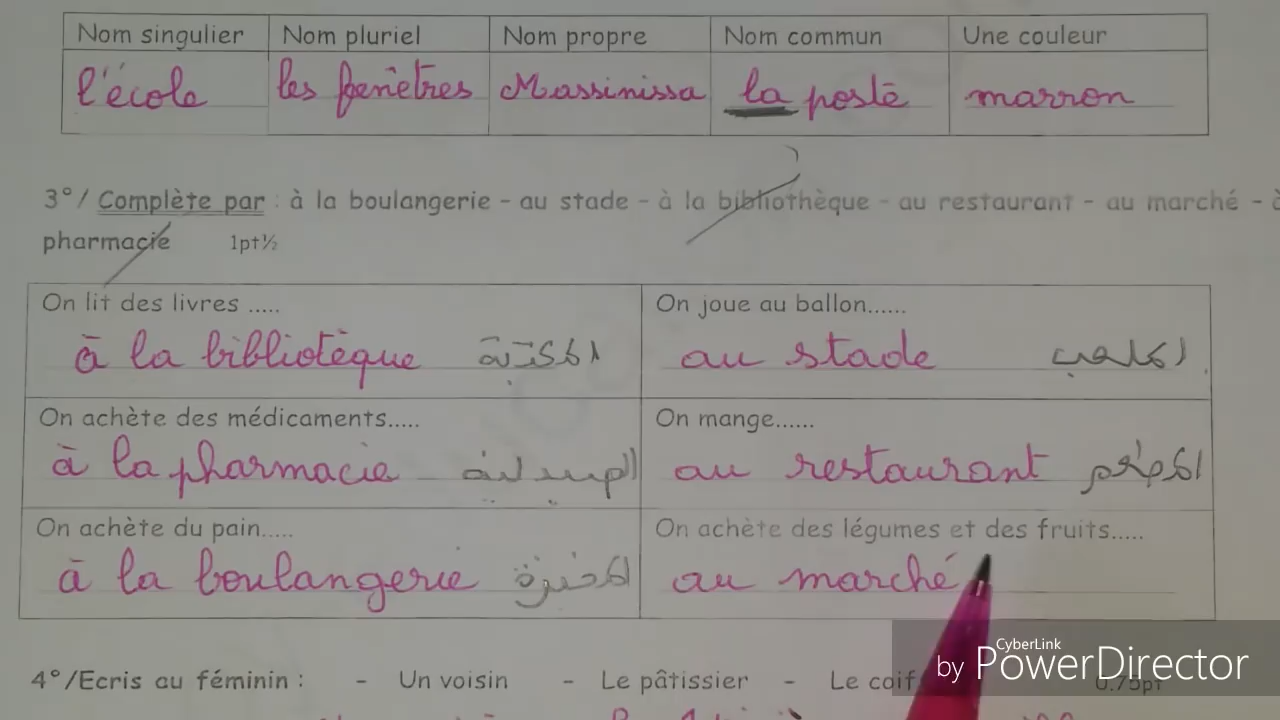 Nom singulier Nom pluriel Nom propre Nom commun Une couleur
l'école les fenêtres Massinissa la poste marron
3°/ Complète par : à la boulangerie - au stade - à la bibliothèque - au restaurant - au marché - à
pharmacie 1pt½
On lit des livres ..... On joue au ballon......
à la bibliotèque المكتبة au stade الملعب
On achète des médicaments..... On mange......
à la pharmacie الصيدلية au restaurant المطعم
On achète du pain..... On achète des légumes et des fruits.....
à la boulangerie المخبزة au marché
4°/Ecris au féminin : - Un voisin - Le pâtissier - Le coif 0.75pt
CyberLink
by PowerDirector